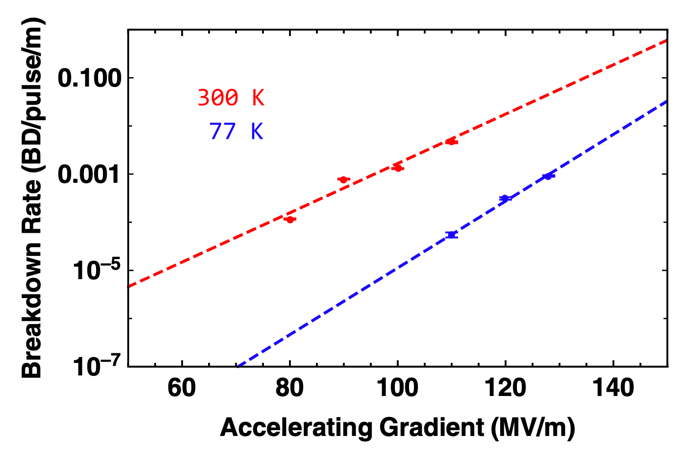 Breakdown Rate (BD/pulse/m)
0.100
0.001
10⁻⁵
10⁻⁷
300 K
77 K
60 80 100 120 140
Accelerating Gradient (MV/m)